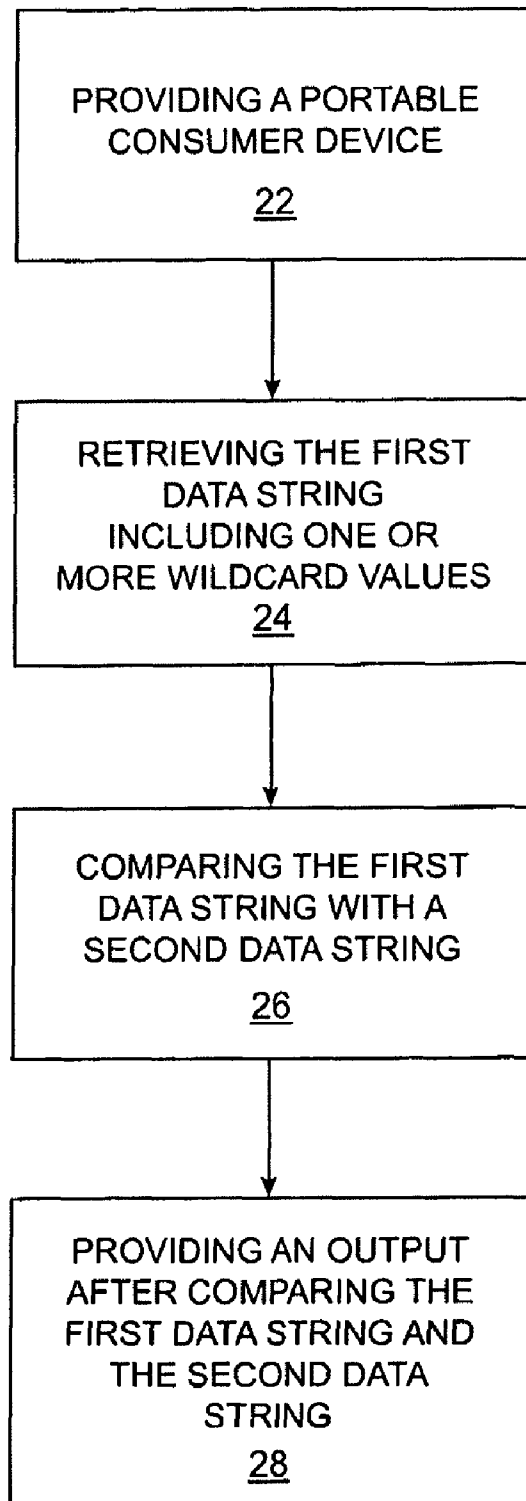 PROVIDING A PORTABLE
CONSUMER DEVICE
22
RETRIEVING THE FIRST
DATA STRING
INCLUDING ONE OR
MORE WILDCARD VALUES
24
COMPARING THE FIRST
DATA STRING WITH A
SECOND DATA STRING
26
PROVIDING AN OUTPUT
AFTER COMPARING THE
FIRST DATA STRING AND
THE SECOND DATA
STRING
28